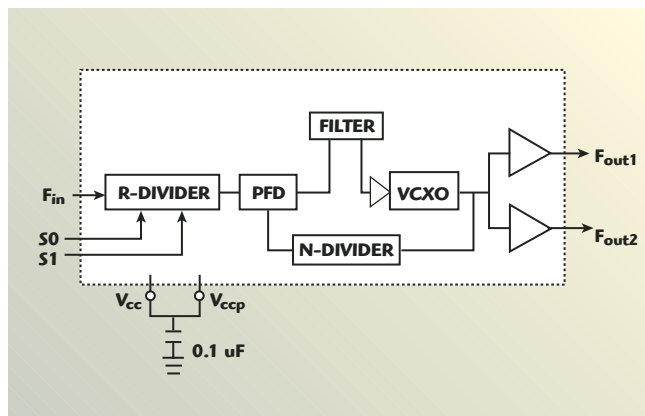 FILTER
Fin
R-DIVIDER
PFD
VCXO
Fout1
S0
S1
N-DIVIDER
Fout2
Vcc
Vccp
0.1 uF